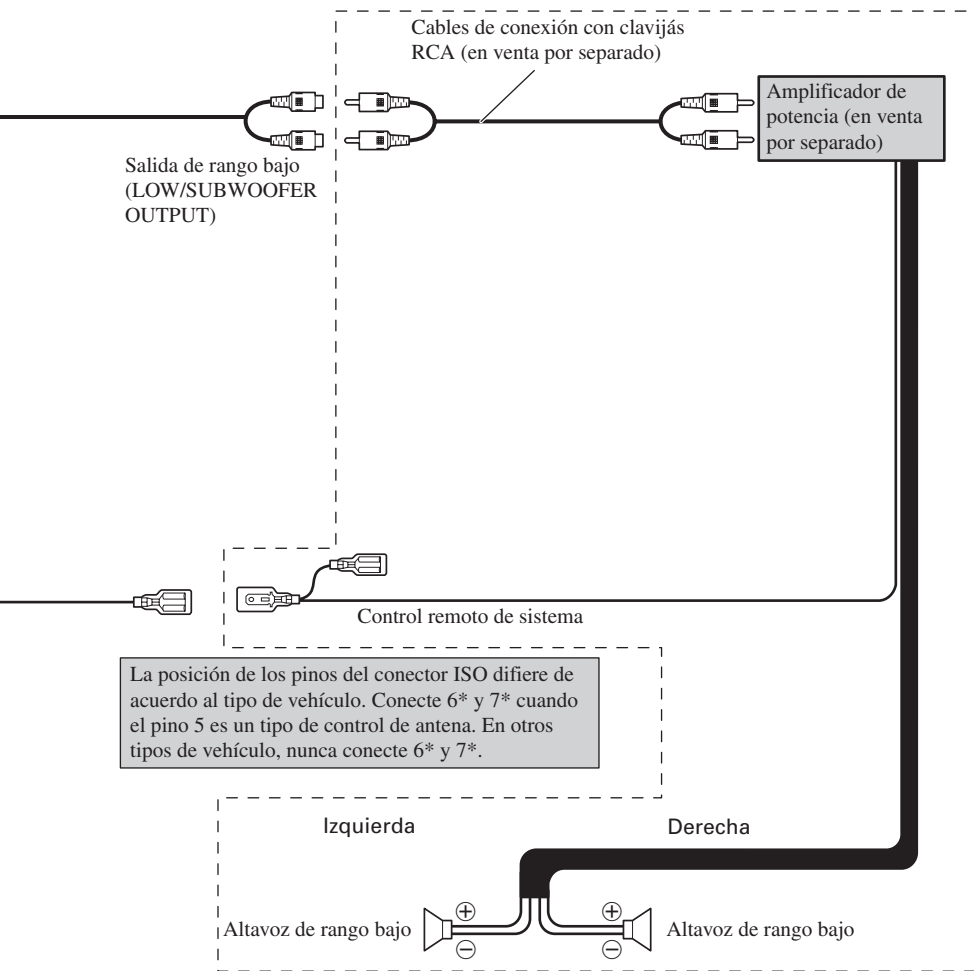 Cables de conexión con clavijás
RCA (en venta por separado)
Amplificador de
potencia (en venta
por separado)
Salida de rango bajo
(LOW/SUBWOOFER
OUTPUT)
Control remoto de sistema
La posición de los pinos del conector ISO difiere de
acuerdo al tipo de vehículo. Conecte 6* y 7* cuando
el pino 5 es un tipo de control de antena. En otros
tipos de vehículo, nunca conecte 6* y 7*.
Izquierda
Derecha
Altavoz de rango bajo
+
−
+
−
Altavoz de rango bajo